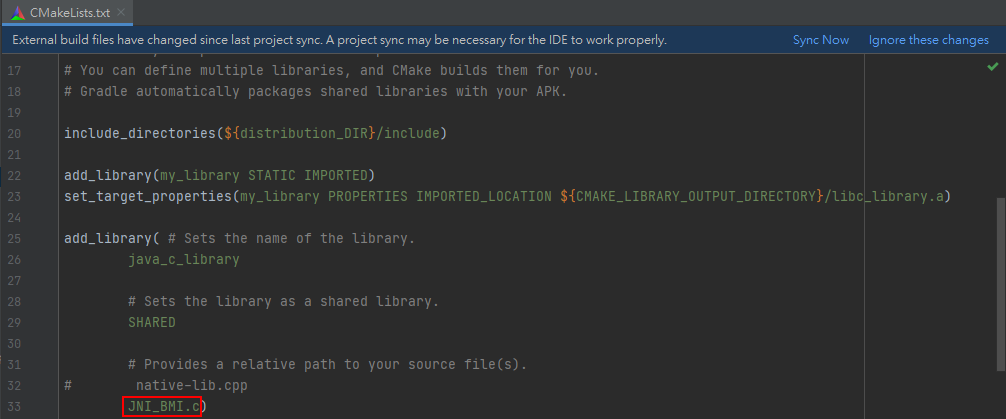 CMakeLists.txt ×
External build files have changed since last project sync. A project sync may be necessary for the IDE to work properly. Sync Now Ignore these changes
17 # You can define multiple libraries, and CMake builds them for you.
18 # Gradle automatically packages shared libraries with your APK.
19
20 include_directories(${distribution_DIR}/include)
21
22 add_library(my_library STATIC IMPORTED)
23 set_target_properties(my_library PROPERTIES IMPORTED_LOCATION ${CMAKE_LIBRARY_OUTPUT_DIRECTORY}/libc_library.a)
24
25 add_library( # Sets the name of the library.
26 java_c_library
27
28 # Sets the library as a shared library.
29 SHARED
30
31 # Provides a relative path to your source file(s).
32 # native-lib.cpp
33 JNI_BMI.c)